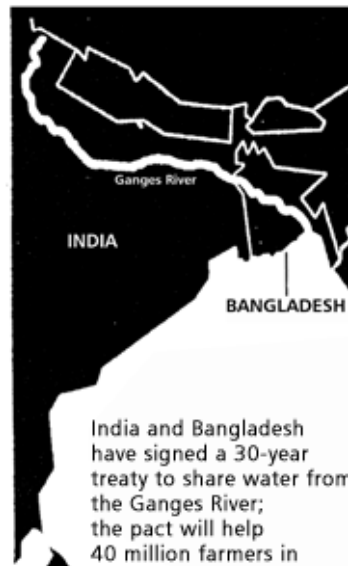 Ganges River
INDIA
BANGLADESH
India and Bangladesh
have signed a 30-year
treaty to share water from
the Ganges River;
the pact will help
40 million farmers in